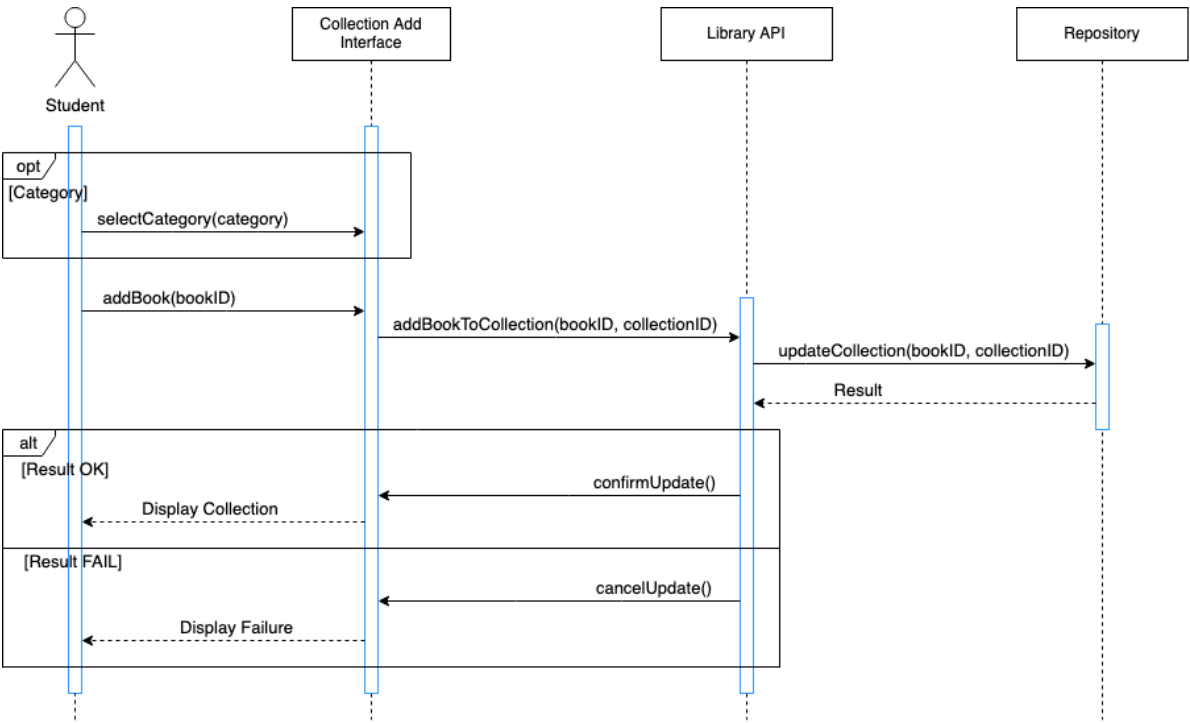 Collection Add
Interface
Library API
Repository
Student
opt
[Category]
selectCategory(category)
addBook(bookID)
addBookToCollection(bookID, collectionID)
updateCollection(bookID, collectionID)
Result
alt
[Result OK]
confirmUpdate()
Display Collection
[Result FAIL]
cancelUpdate()
Display Failure